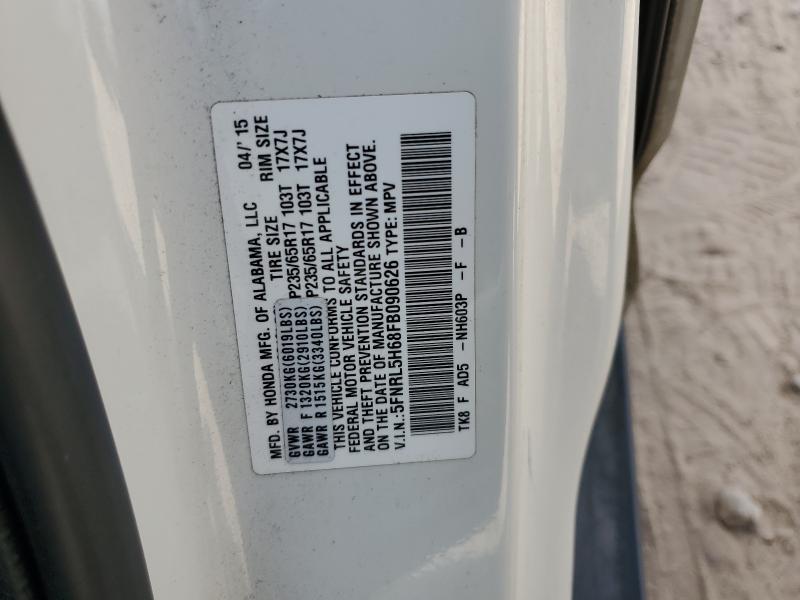 MFD. BY HONDA MFG. OF ALABAMA, LLC 04/'15
TIRE SIZE RIM SIZE
GVWR 2730KG(6019LBS)
GAWR F 1320KG(2910LBS) P235/65R17 103T 17X7J
GAWR R 1515KG(3340LBS) P235/65R17 103T 17X7J
THIS VEHICLE CONFORMS TO ALL APPLICABLE
FEDERAL MOTOR VEHICLE SAFETY
AND THEFT PREVENTION STANDARDS IN EFFECT
ON THE DATE OF MANUFACTURE SHOWN ABOVE.
V.I.N.:5FNRL5H68FB090626 TYPE: MPV
TK8 F AD5 -NH603P -F -B